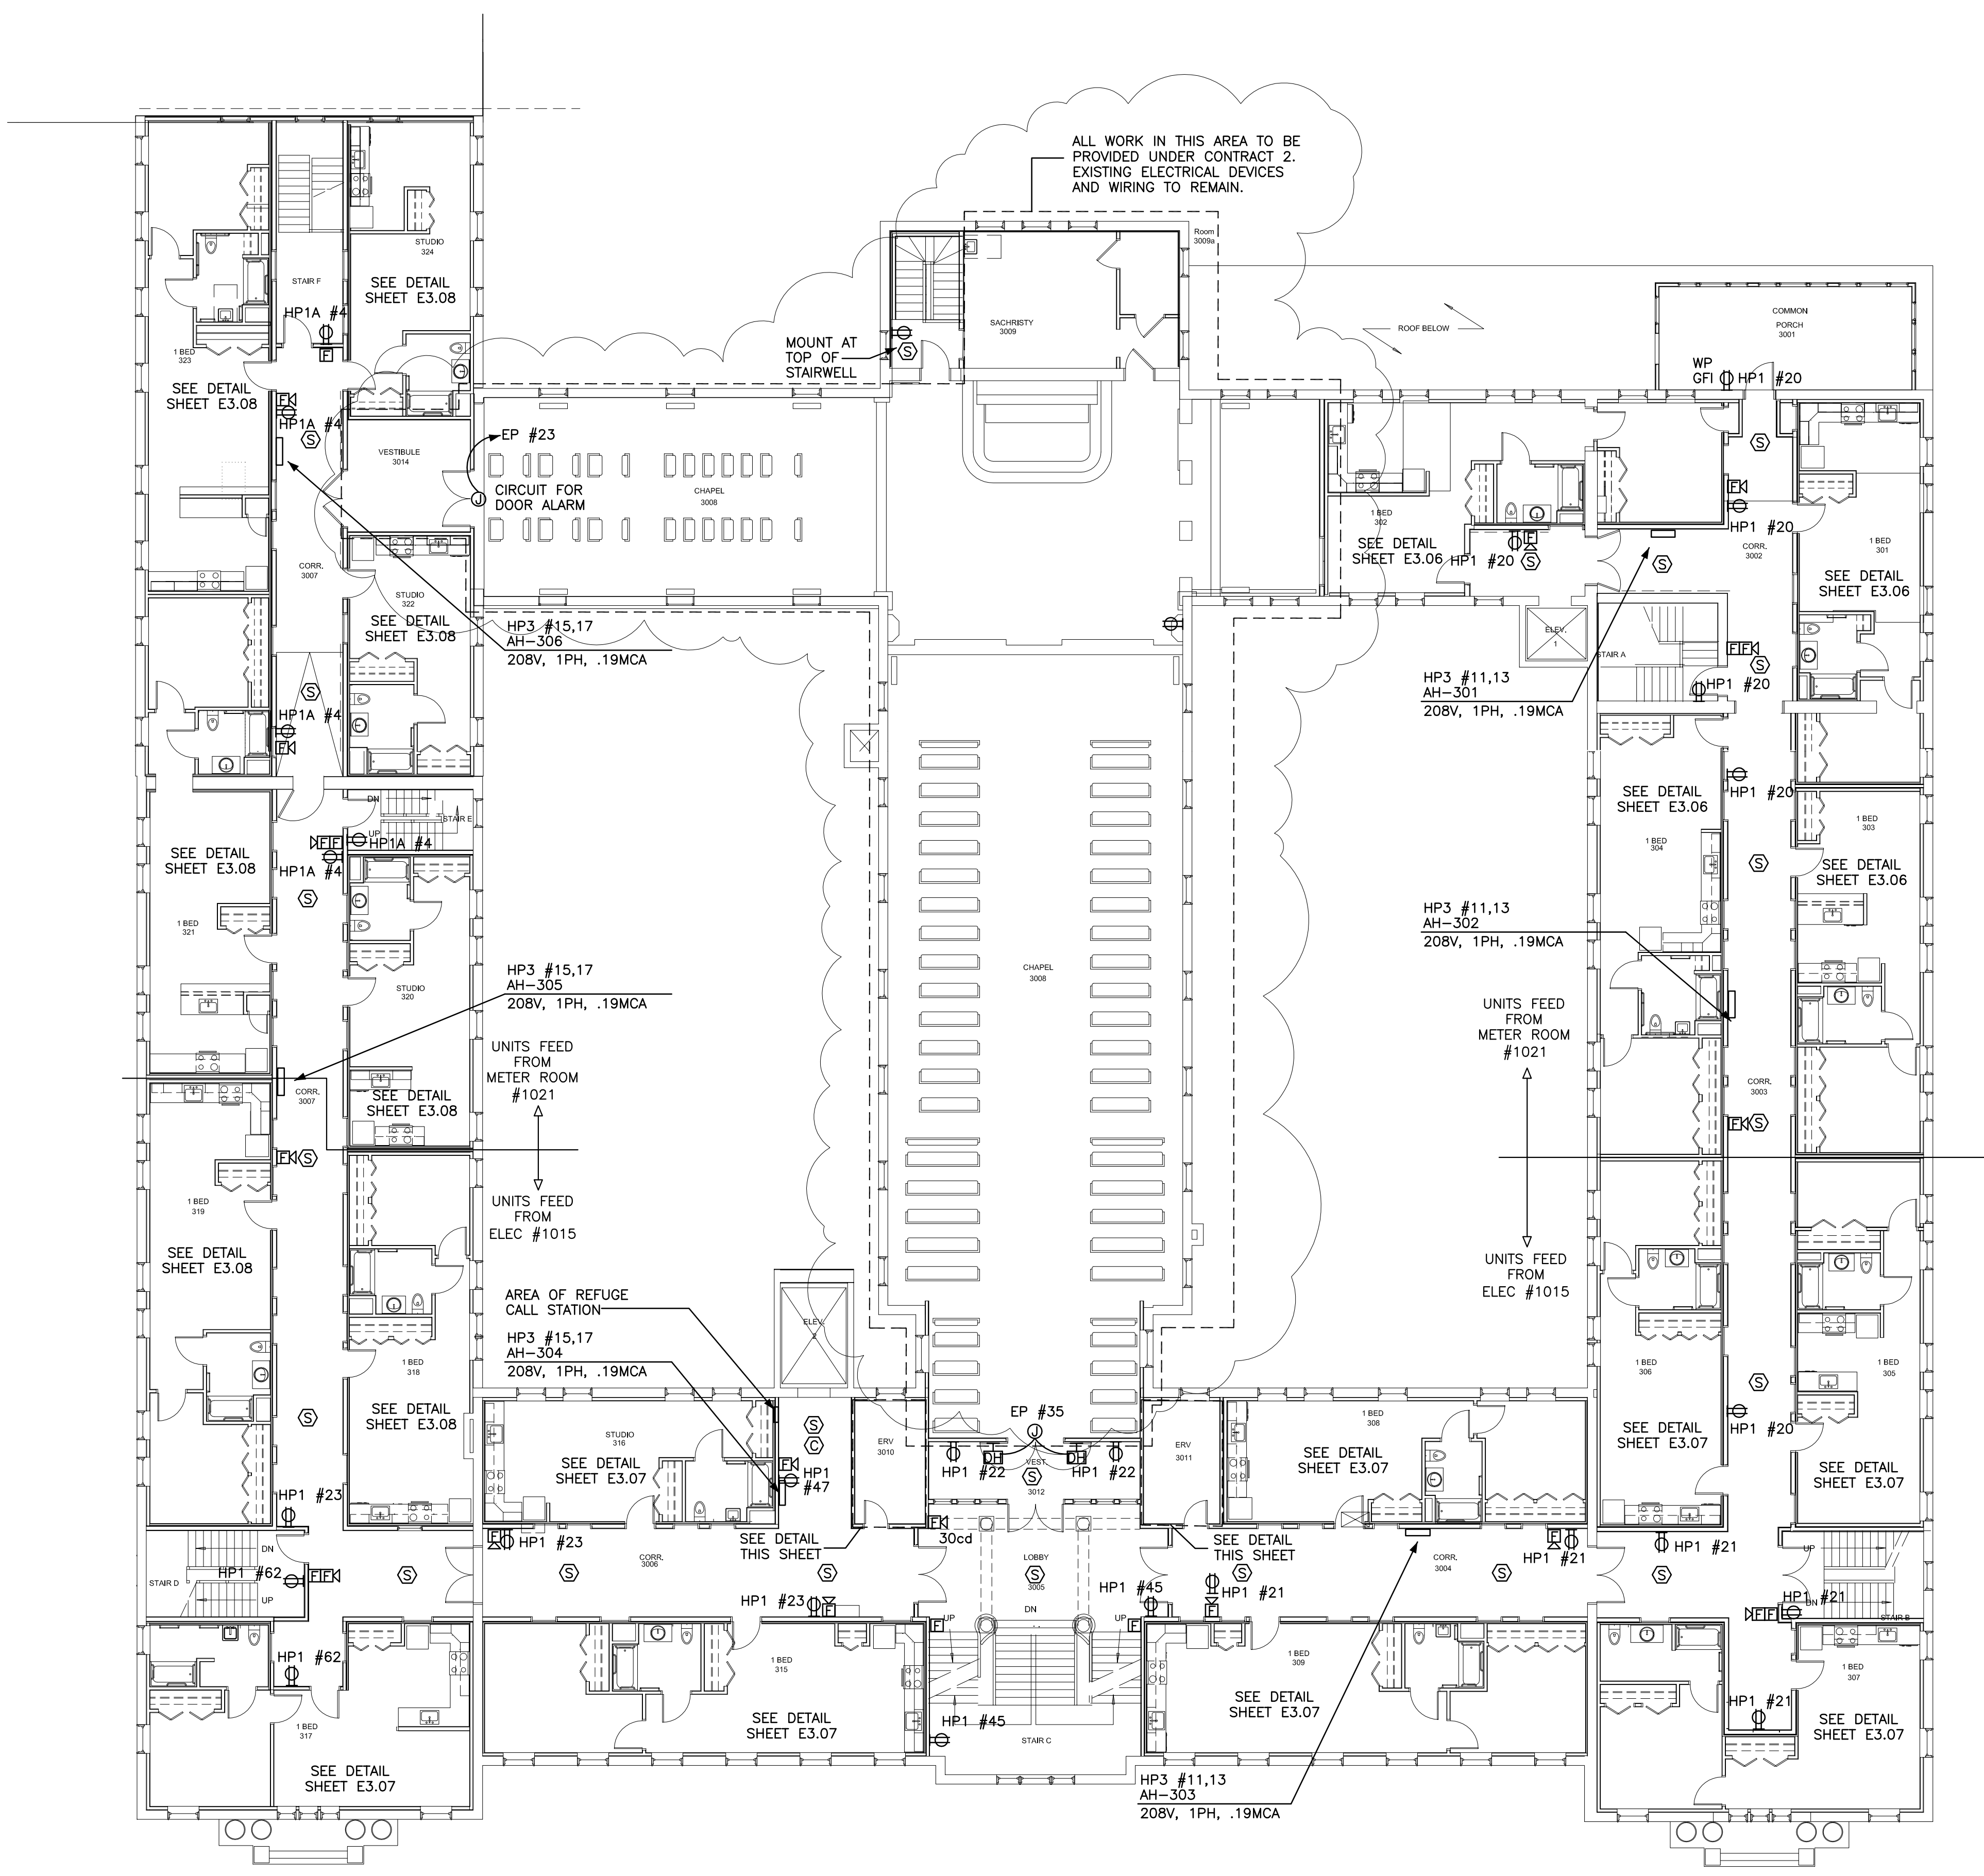 ALL WORK IN THIS AREA TO BE
PROVIDED UNDER CONTRACT 2.
EXISTING ELECTRICAL DEVICES
AND WIRING TO REMAIN.
STUDIO
324
SEE DETAIL
SHEET E3.08
STAIR F
HP1A #4
F
1 BED
323
SEE DETAIL
SHEET E3.08
F
HP1A #4
S
VESTIBULE
3014
EP #23
J
CIRCUIT FOR
DOOR ALARM
CHAPEL
3008
MOUNT AT
TOP OF
STAIRWELL
S
SACHRISTY
3009
Room
3009a
ROOF BELOW
COMMON
PORCH
3001
WP
GFI
HP1 #20
S
F
HP1 #20
CORR.
3002
1 BED
301
SEE DETAIL
SHEET E3.06
1 BED
302
SEE DETAIL
SHEET E3.06
HP1 #20
F
S
S
ELEV.
1
STAIR A
FF
S
HP1 #20
HP3 #11,13
AH-301
208V, 1PH, .19MCA
CORR.
3007
STUDIO
322
SEE DETAIL
SHEET E3.08
HP3 #15,17
AH-306
208V, 1PH, .19MCA
S
HP1A #4
F
DN
STAIR E
UP
FF
HP1A #4
HP1A #4
S
SEE DETAIL
SHEET E3.08
1 BED
321
STUDIO
320
SEE DETAIL
SHEET E3.08
HP3 #15,17
AH-305
208V, 1PH, .19MCA
CORR.
3007
UNITS FEED
FROM
METER ROOM
#1021
UNITS FEED
FROM
ELEC #1015
F
S
1 BED
319
SEE DETAIL
SHEET E3.08
1 BED
318
SEE DETAIL
SHEET E3.08
S
CHAPEL
3008
SEE DETAIL
SHEET E3.06
1 BED
304
HP1 #20
1 BED
303
S
SEE DETAIL
SHEET E3.06
HP3 #11,13
AH-302
208V, 1PH, .19MCA
UNITS FEED
FROM
METER ROOM
#1021
UNITS FEED
FROM
ELEC #1015
CORR.
3003
F
S
1 BED
306
SEE DETAIL
SHEET E3.07
S
HP1 #20
1 BED
305
SEE DETAIL
SHEET E3.07
AREA OF REFUGE
CALL STATION
HP3 #15,17
AH-304
208V, 1PH, .19MCA
ELEV.
2
STUDIO
316
SEE DETAIL
SHEET E3.07
S
C
F
HP1
#47
ERV
3010
EP #35
J
DH
DH
HP1 #22
HP1 #22
VEST.
S
3012
ERV
3011
1 BED
308
SEE DETAIL
SHEET E3.07
HP1 #23
DN
STAIR D
HP1 #62
UP
FF
S
F
HP1 #23
CORR.
3006
S
SEE DETAIL
THIS SHEET
S
HP1 #23
F
F
30cd
LOBBY
S
3005
DN
UP
UP
F
F
HP1 #45
SEE DETAIL
THIS SHEET
S
HP1 #21
F
CORR.
3004
S
F
HP1 #21
HP1 #21
S
UP
DN
HP1 #21
FF
STAIR B
HP1 #62
1 BED
317
SEE DETAIL
SHEET E3.07
1 BED
315
SEE DETAIL
SHEET E3.07
HP1 #45
STAIR C
1 BED
309
SEE DETAIL
SHEET E3.07
HP3 #11,13
AH-303
208V, 1PH, .19MCA
1 BED
307
HP1 #21
SEE DETAIL
SHEET E3.07